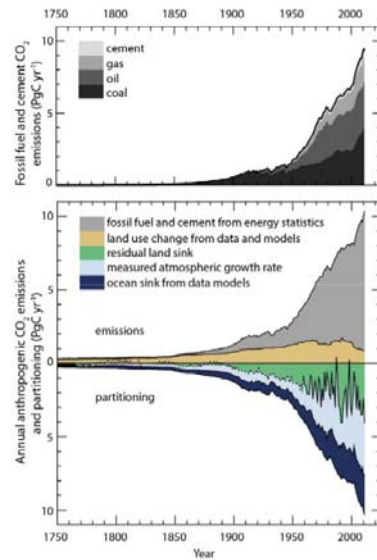 1750 1800 1850 1900 1950 2000
Fossil fuel and cement CO2
emissions (PgC yr-1)
10
5
0
cement
gas
oil
coal
Annual anthropogenic CO2 emissions
and partitioning (PgC yr-1)
10
5
0
5
10
fossil fuel and cement from energy statistics
land use change from data and models
residual land sink
measured atmospheric growth rate
ocean sink from data models
emissions
partitioning
1750 1800 1850 1900 1950 2000
Year